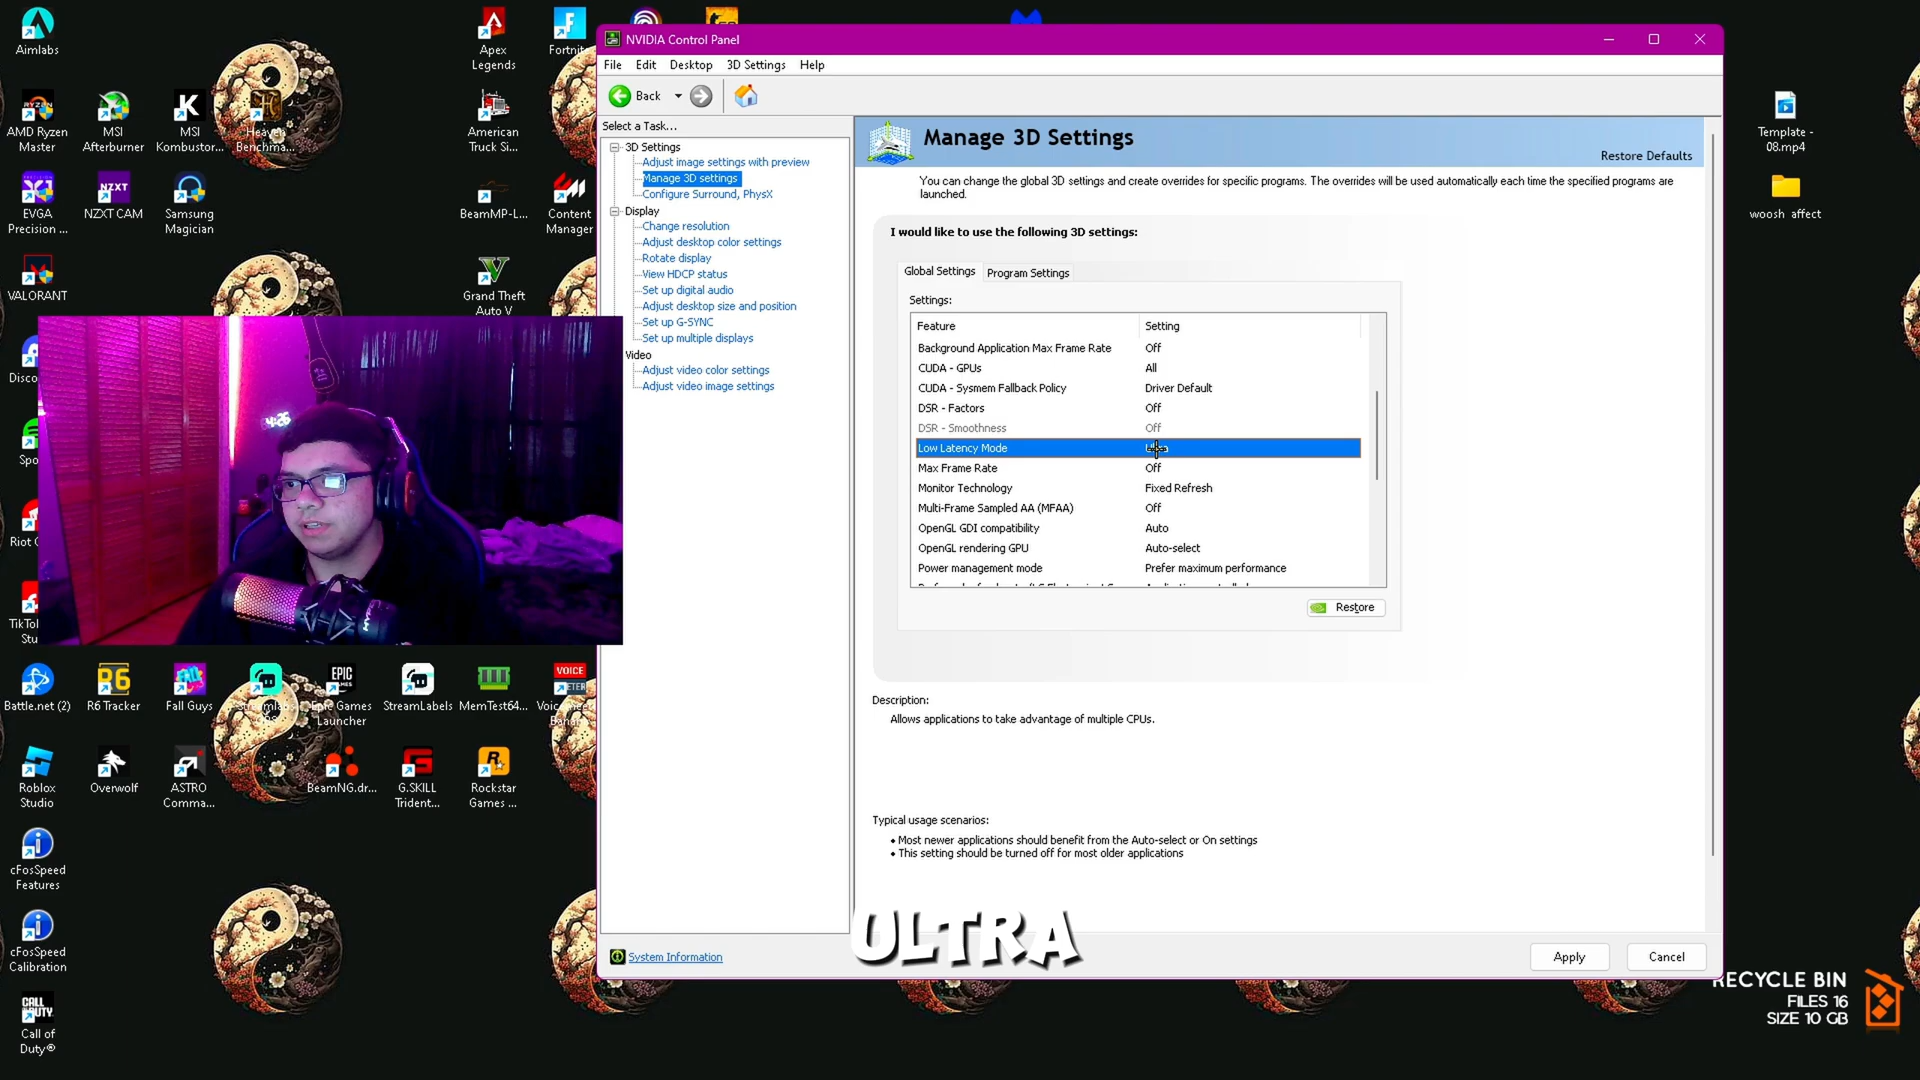 Aimlabs
AMD Ryzen
Master
MSI
Afterburner
MSI
Kombustor...
Heaven
Benchma...
EVGA
Precision ...
NZXT CAM
Samsung
Magician
VALORANT
Disco
Spo
Riot C
TikTo
Stu
Apex
Legends
Fortnite
American
Truck Si...
BeamMP-L...
Content
Manager
Grand Theft
Auto V
NVIDIA Control Panel
File Edit Desktop 3D Settings Help
Back
Select a Task...
3D Settings
Adjust image settings with preview
Manage 3D settings
Configure Surround, PhysX
Display
Change resolution
Adjust desktop color settings
Rotate display
View HDCP status
Set up digital audio
Adjust desktop size and position
Set up G-SYNC
Set up multiple displays
Video
Adjust video color settings
Adjust video image settings
Manage 3D Settings
Restore Defaults
You can change the global 3D settings and create overrides for specific programs. The overrides will be used automatically each time the specified programs are
launched.
I would like to use the following 3D settings:
Global Settings Program Settings
Settings:
Feature Setting
Background Application Max Frame Rate Off
CUDA - GPUs All
CUDA - Sysmem Fallback Policy Driver Default
DSR - Factors Off
DSR - Smoothness Off
Low Latency Mode
Max Frame Rate Off
Monitor Technology Fixed Refresh
Multi-Frame Sampled AA (MFAA) Off
OpenGL GDI compatibility Auto
OpenGL rendering GPU Auto-select
Power management mode Prefer maximum performance
Restore
Description:
Allows applications to take advantage of multiple CPUs.
Typical usage scenarios:
• Most newer applications should benefit from the Auto-select or On settings
• This setting should be turned off for most older applications
System Information
Apply
Cancel
ULTRA
4:26
Battle.net (2)
R6 Tracker
Fall Guys
Epic Games
Launcher
StreamLabels
MemTest64...
Roblox
Studio
Overwolf
ASTRO
Comma...
BeamNG.dr...
G.SKILL
Trident...
Rockstar
Games ...
cFosSpeed
Features
cFosSpeed
Calibration
Call of
Duty®
Template -
08.mp4
woosh affect
RECYCLE BIN
FILES 16
SIZE 10 GB